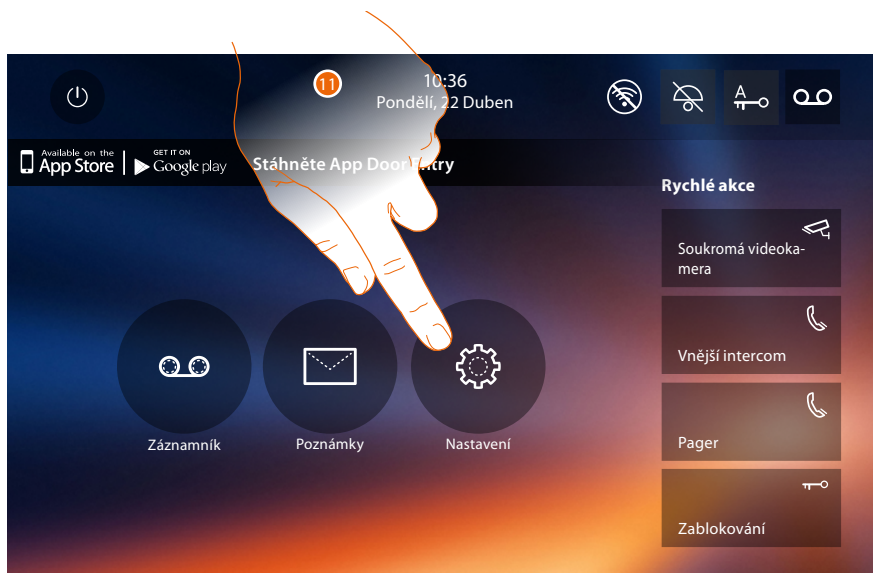 11
10:36
Pondělí, 22 Duben
A
Available on the
App Store
GET IT ON
Google play
Stáhněte App Door Entry
Rychlé akce
Soukromá videoka-
mera
Vnější intercom
Pager
Zablokování
Záznamník
Poznámky
Nastavení